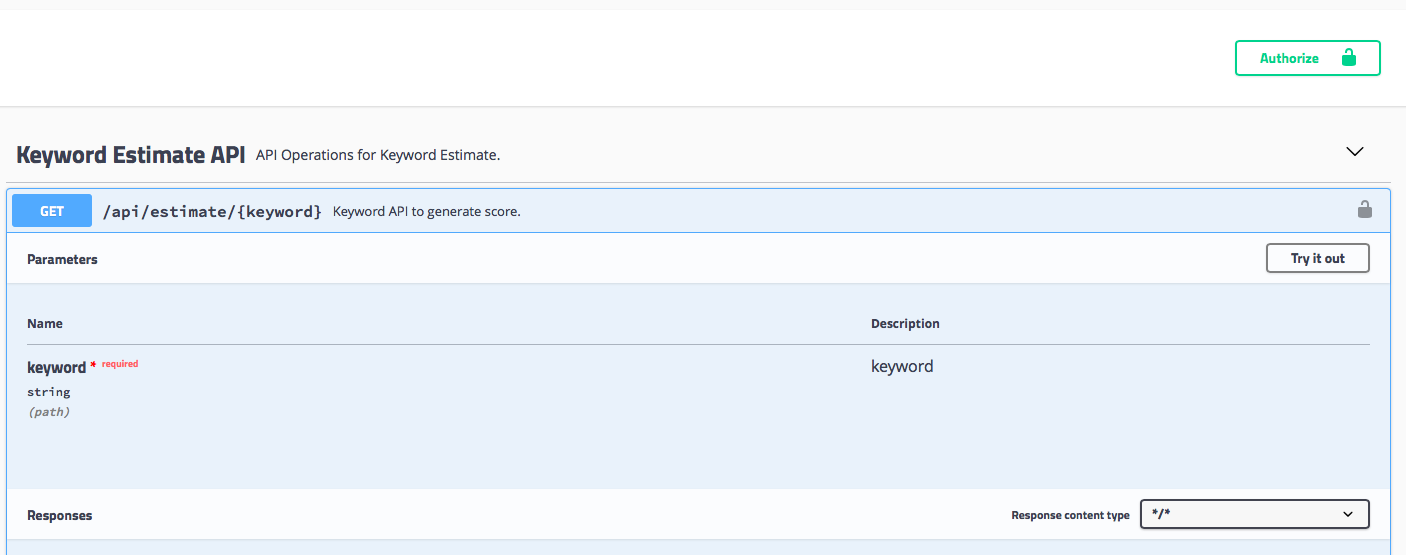 Authorize
Keyword Estimate API API Operations for Keyword Estimate.
GET /api/estimate/{keyword} Keyword API to generate score.
Parameters Try it out
Name Description
keyword * required keyword
string
(path)
Responses Response content type */*